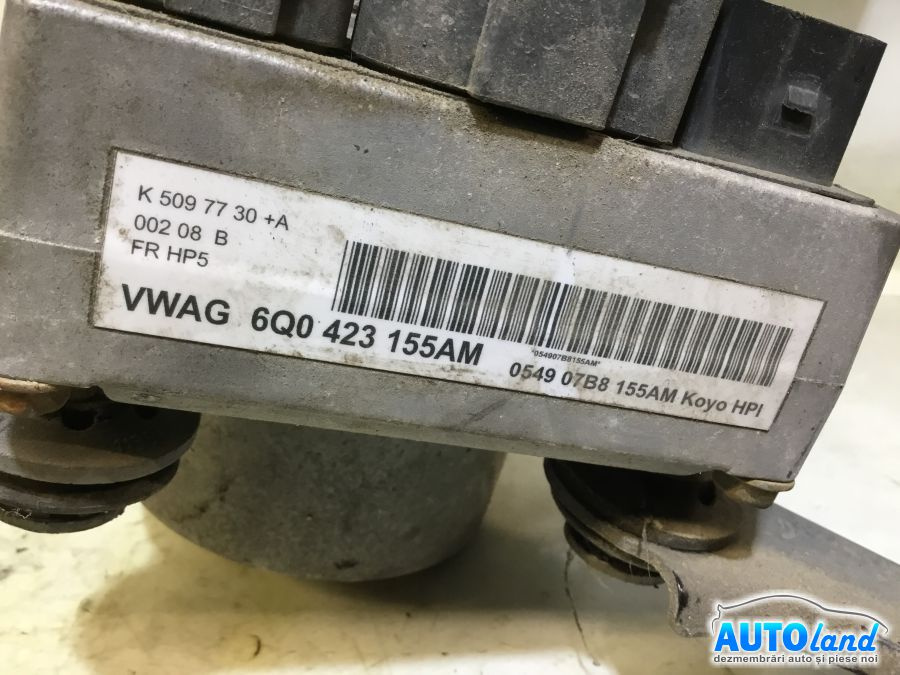 K 509 77 30 +A
002 08 B
FR HP5
VWAG 6Q0 423 155AM
*054907B8155AM*
0549 07B8 155AM Koyo HPI
AUTOland
dezmembrări auto și piese noi